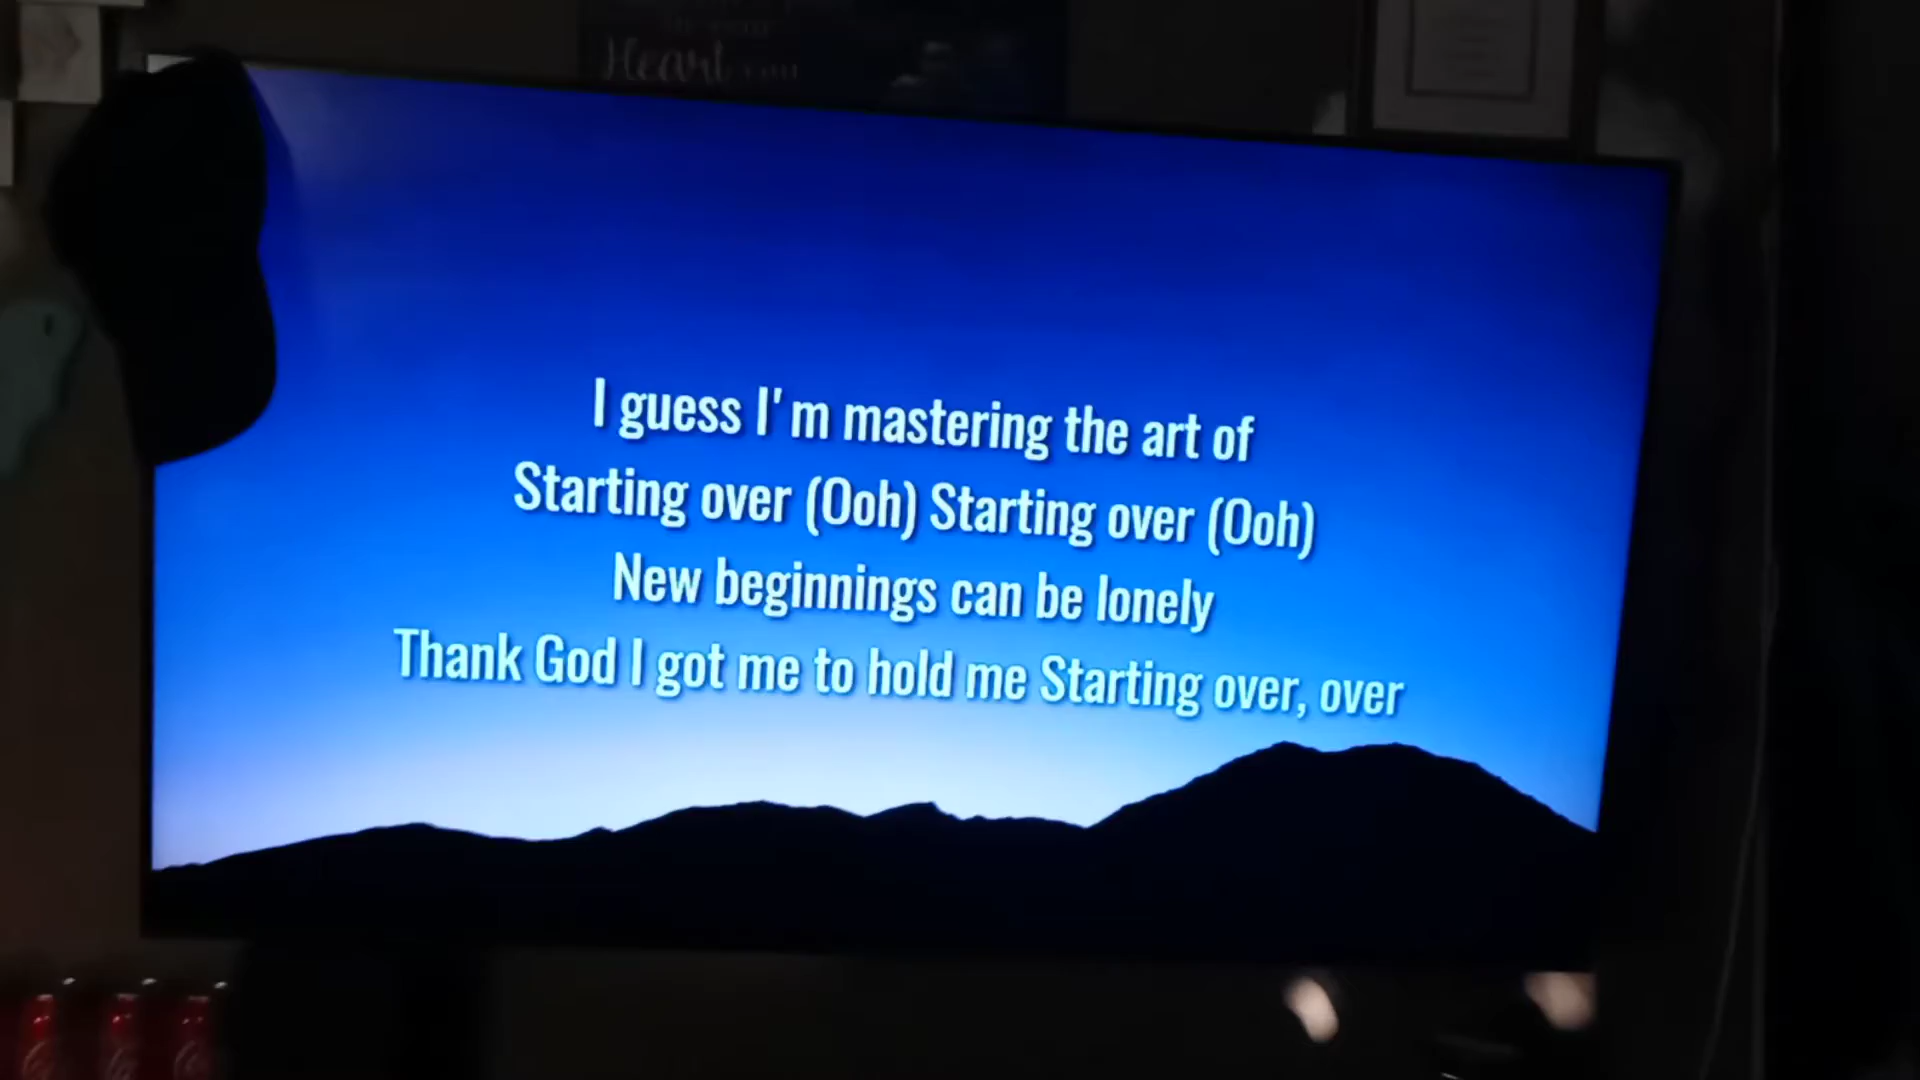 Heart
I guess I'm mastering the art of
Starting over (Ooh) Starting over (Ooh)
New beginnings can be lonely
Thank God I got me to hold me Starting over, over